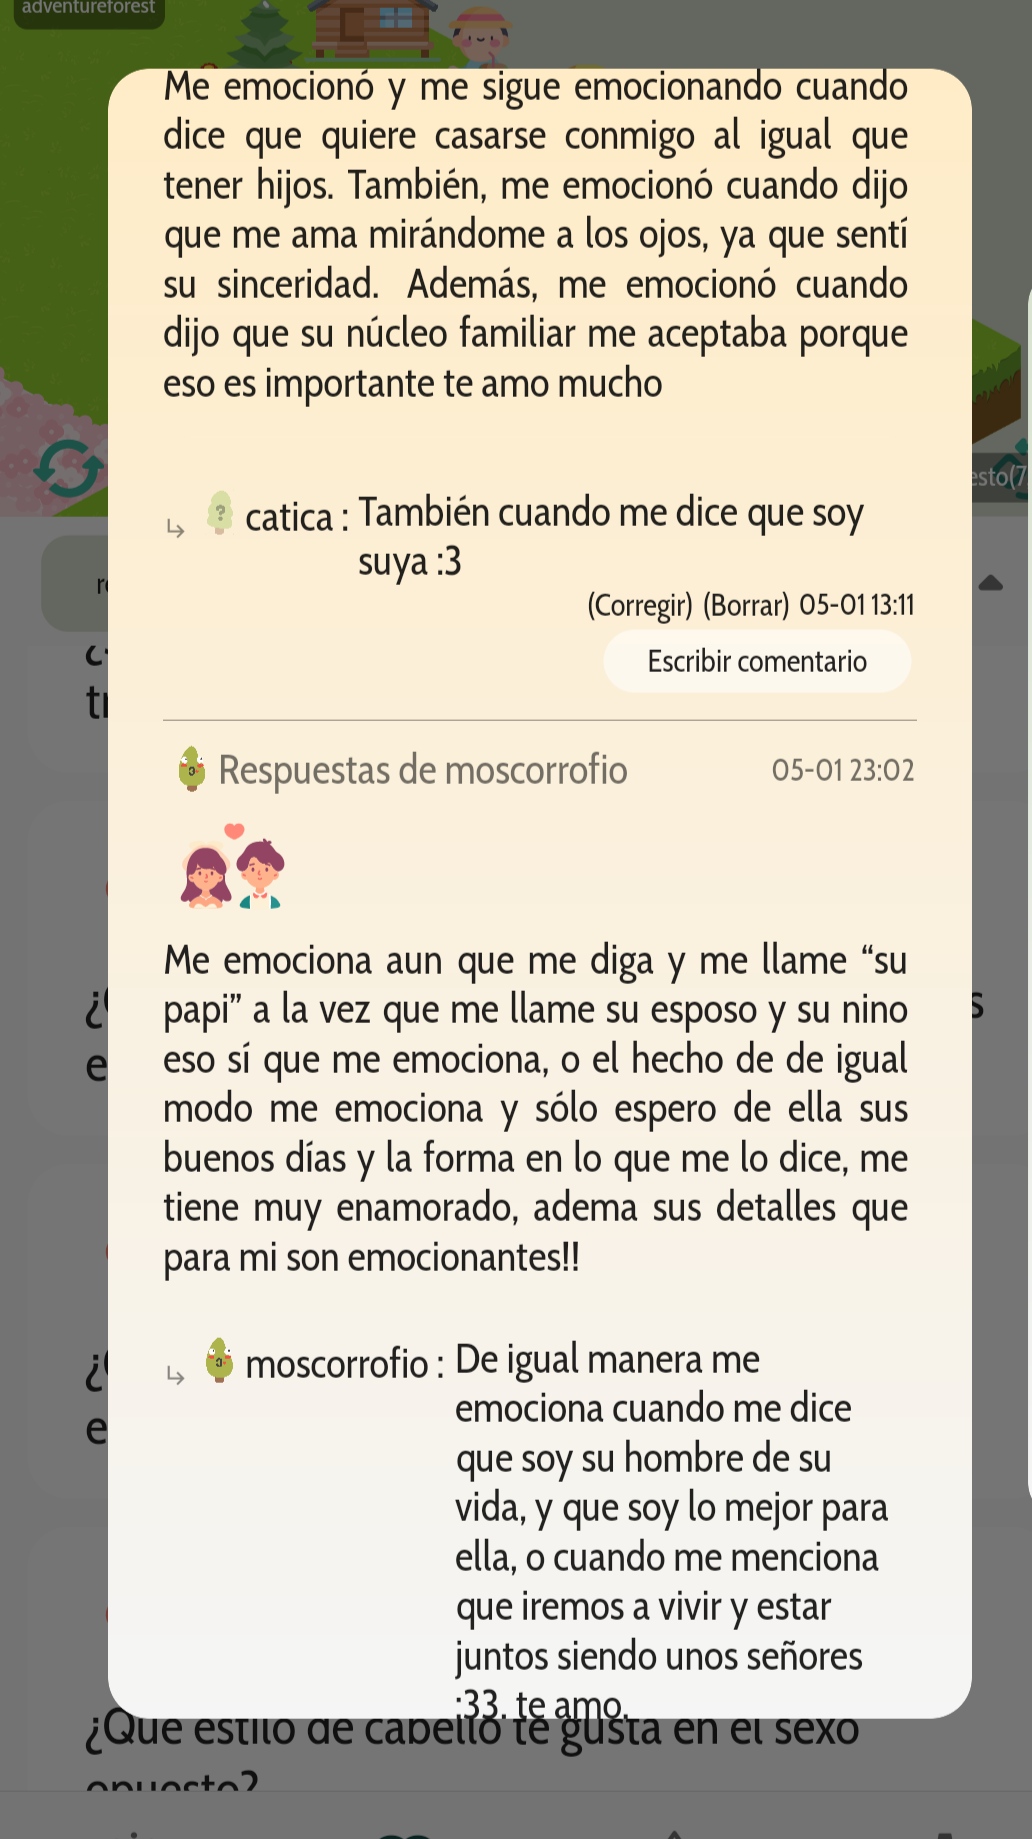 adventureforest
Me emocionó y me sigue emocionando cuando
dice que quiere casarse conmigo al igual que
tener hijos. También, me emocionó cuando dijo
que me ama mirándome a los ojos, ya que sentí
su sinceridad. Además, me emocionó cuando
dijo que su núcleo familiar me aceptaba porque
eso es importante te amo mucho
catica : También cuando me dice que soy
suya :3
(Corregir) (Borrar) 05-01 13:11
Escribir comentario
Respuestas de moscorrofio 05-01 23:02
Me emociona aun que me diga y me llame “su
papi” a la vez que me llame su esposo y su nino
eso sí que me emociona, o el hecho de de igual
modo me emociona y sólo espero de ella sus
buenos días y la forma en lo que me lo dice, me
tiene muy enamorado, adema sus detalles que
para mi son emocionantes!!
moscorrofio : De igual manera me
emociona cuando me dice
que soy su hombre de su
vida, y que soy lo mejor para
ella, o cuando me menciona
que iremos a vivir y estar
juntos siendo unos señores
:33. te amo.
¿Qué estilo de cabello te gusta en el sexo
opuesto?